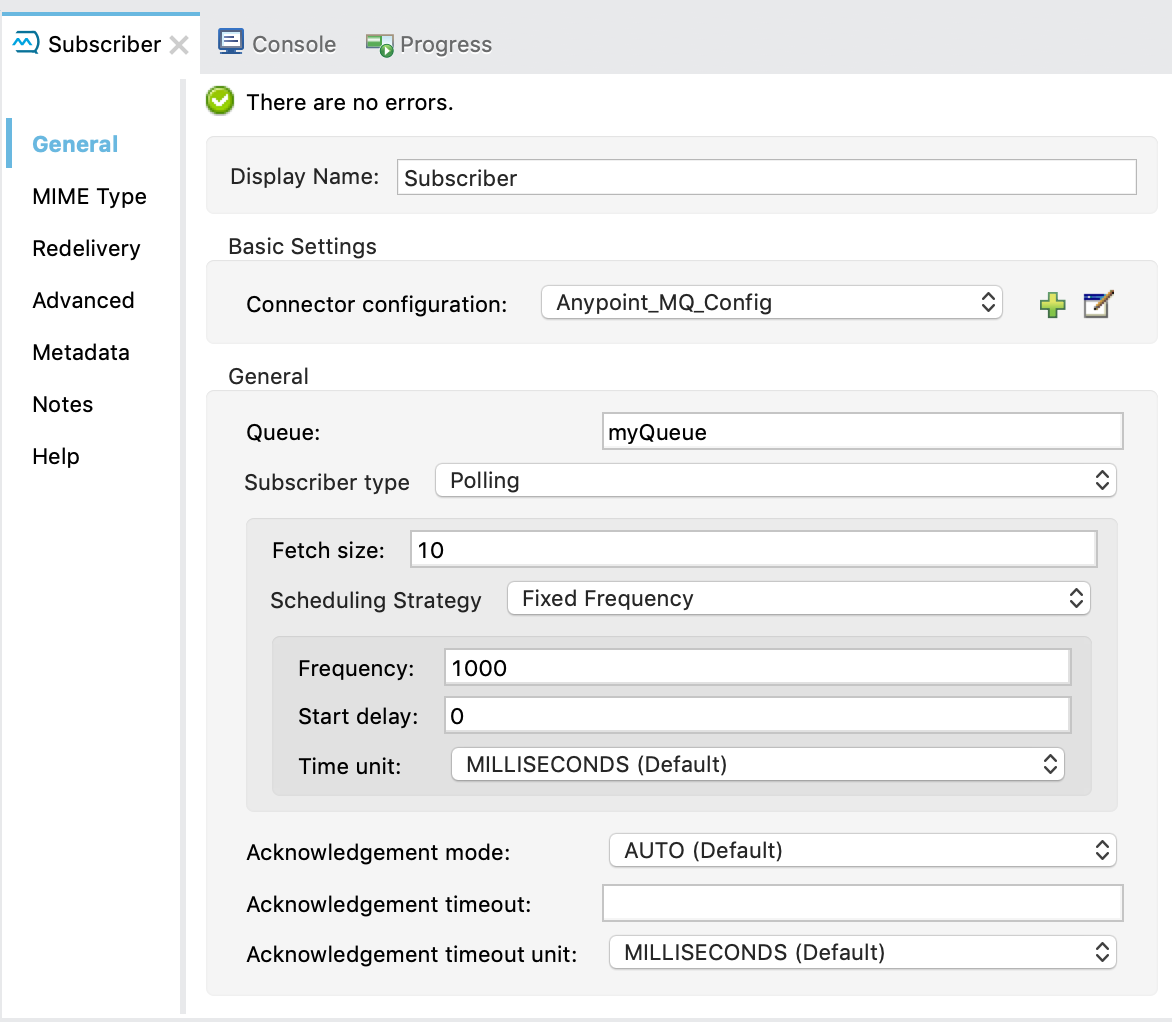 Subscriber Console Progress
There are no errors.
General
MIME Type
Redelivery
Advanced
Metadata
Notes
Help
Display Name: Subscriber
Basic Settings
Connector configuration: Anypoint_MQ_Config
General
Queue: myQueue
Subscriber type Polling
Fetch size: 10
Scheduling Strategy Fixed Frequency
Frequency: 1000
Start delay: 0
Time unit: MILLISECONDS (Default)
Acknowledgement mode: AUTO (Default)
Acknowledgement timeout:
Acknowledgement timeout unit: MILLISECONDS (Default)